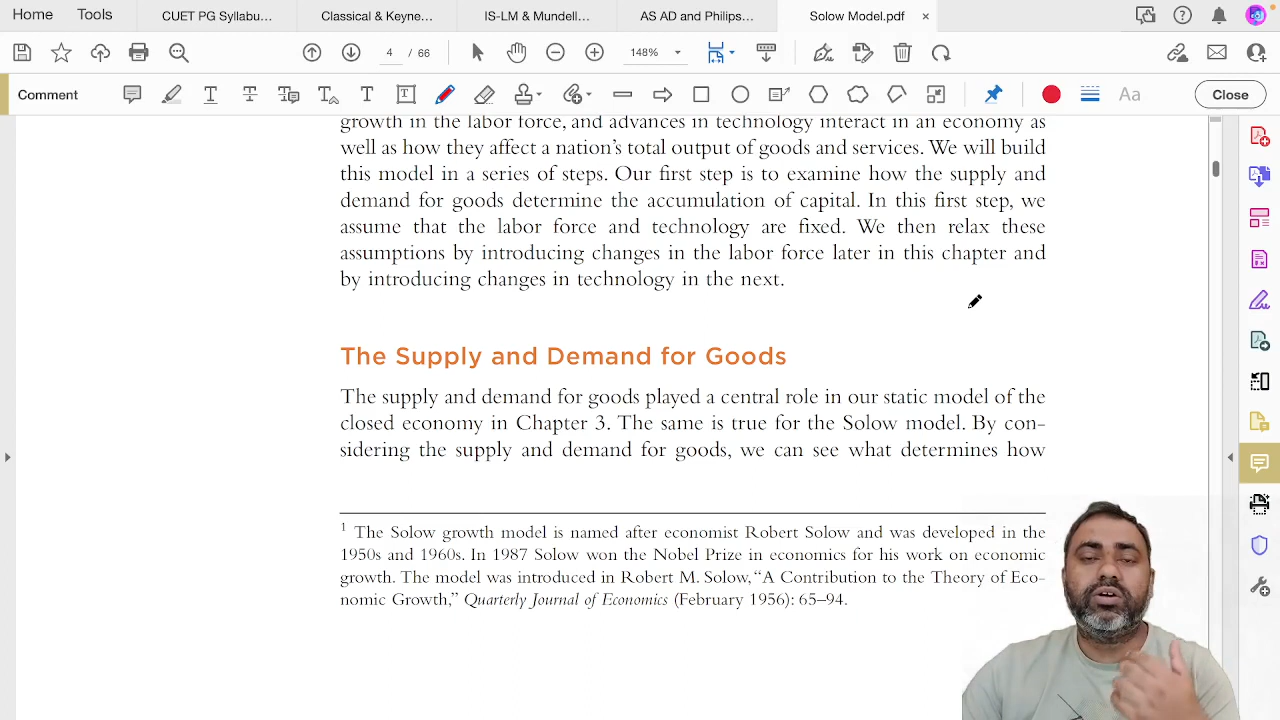 Home Tools CUET PG Syllabu... Classical & Keyne... IS-LM & Mundell... AS AD and Philips... Solow Model.pdf ×
4 / 66 148%
Comment Aa Close
growth in the labor force, and advances in technology interact in an economy as
well as how they affect a nation's total output of goods and services. We will build
this model in a series of steps. Our first step is to examine how the supply and
demand for goods determine the accumulation of capital. In this first step, we
assume that the labor force and technology are fixed. We then relax these
assumptions by introducing changes in the labor force later in this chapter and
by introducing changes in technology in the next.
The Supply and Demand for Goods
The supply and demand for goods played a central role in our static model of the
closed economy in Chapter 3. The same is true for the Solow model. By con-
sidering the supply and demand for goods, we can see what determines how
1 The Solow growth model is named after economist Robert Solow and was developed in the
1950s and 1960s. In 1987 Solow won the Nobel Prize in economics for his work on economic
growth. The model was introduced in Robert M. Solow, “A Contribution to the Theory of Eco-
nomic Growth,” Quarterly Journal of Economics (February 1956): 65–94.